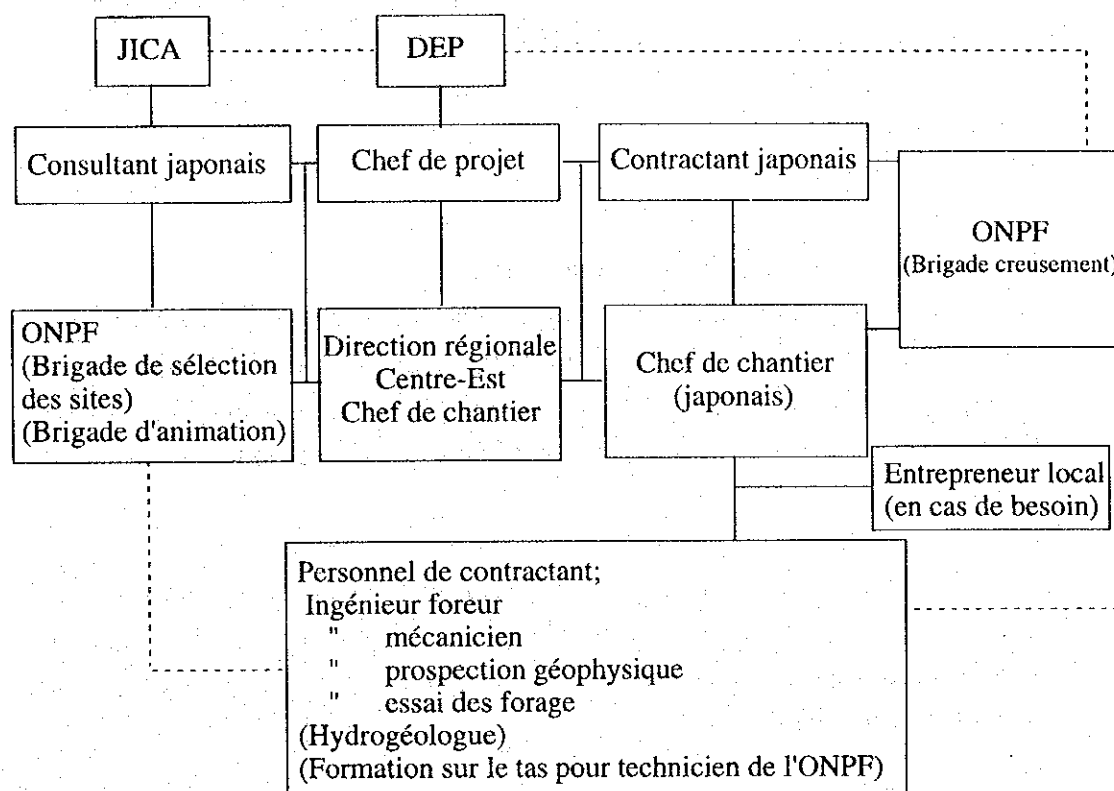 JICA
DEP
Consultant japonais
Chef de projet
Contractant japonais
ONPF
(Brigade creusement)
ONPF
(Brigade de sélection
des sites)
(Brigade d'animation)
Direction régionale
Centre-Est
Chef de chantier
Chef de chantier
(japonais)
Entrepreneur local
(en cas de besoin)
Personnel de contractant;
Ingénieur foreur
" mécanicien
" prospection géophysique
" essai des forage
(Hydrogéologue)
(Formation sur le tas pour technicien de l'ONPF)